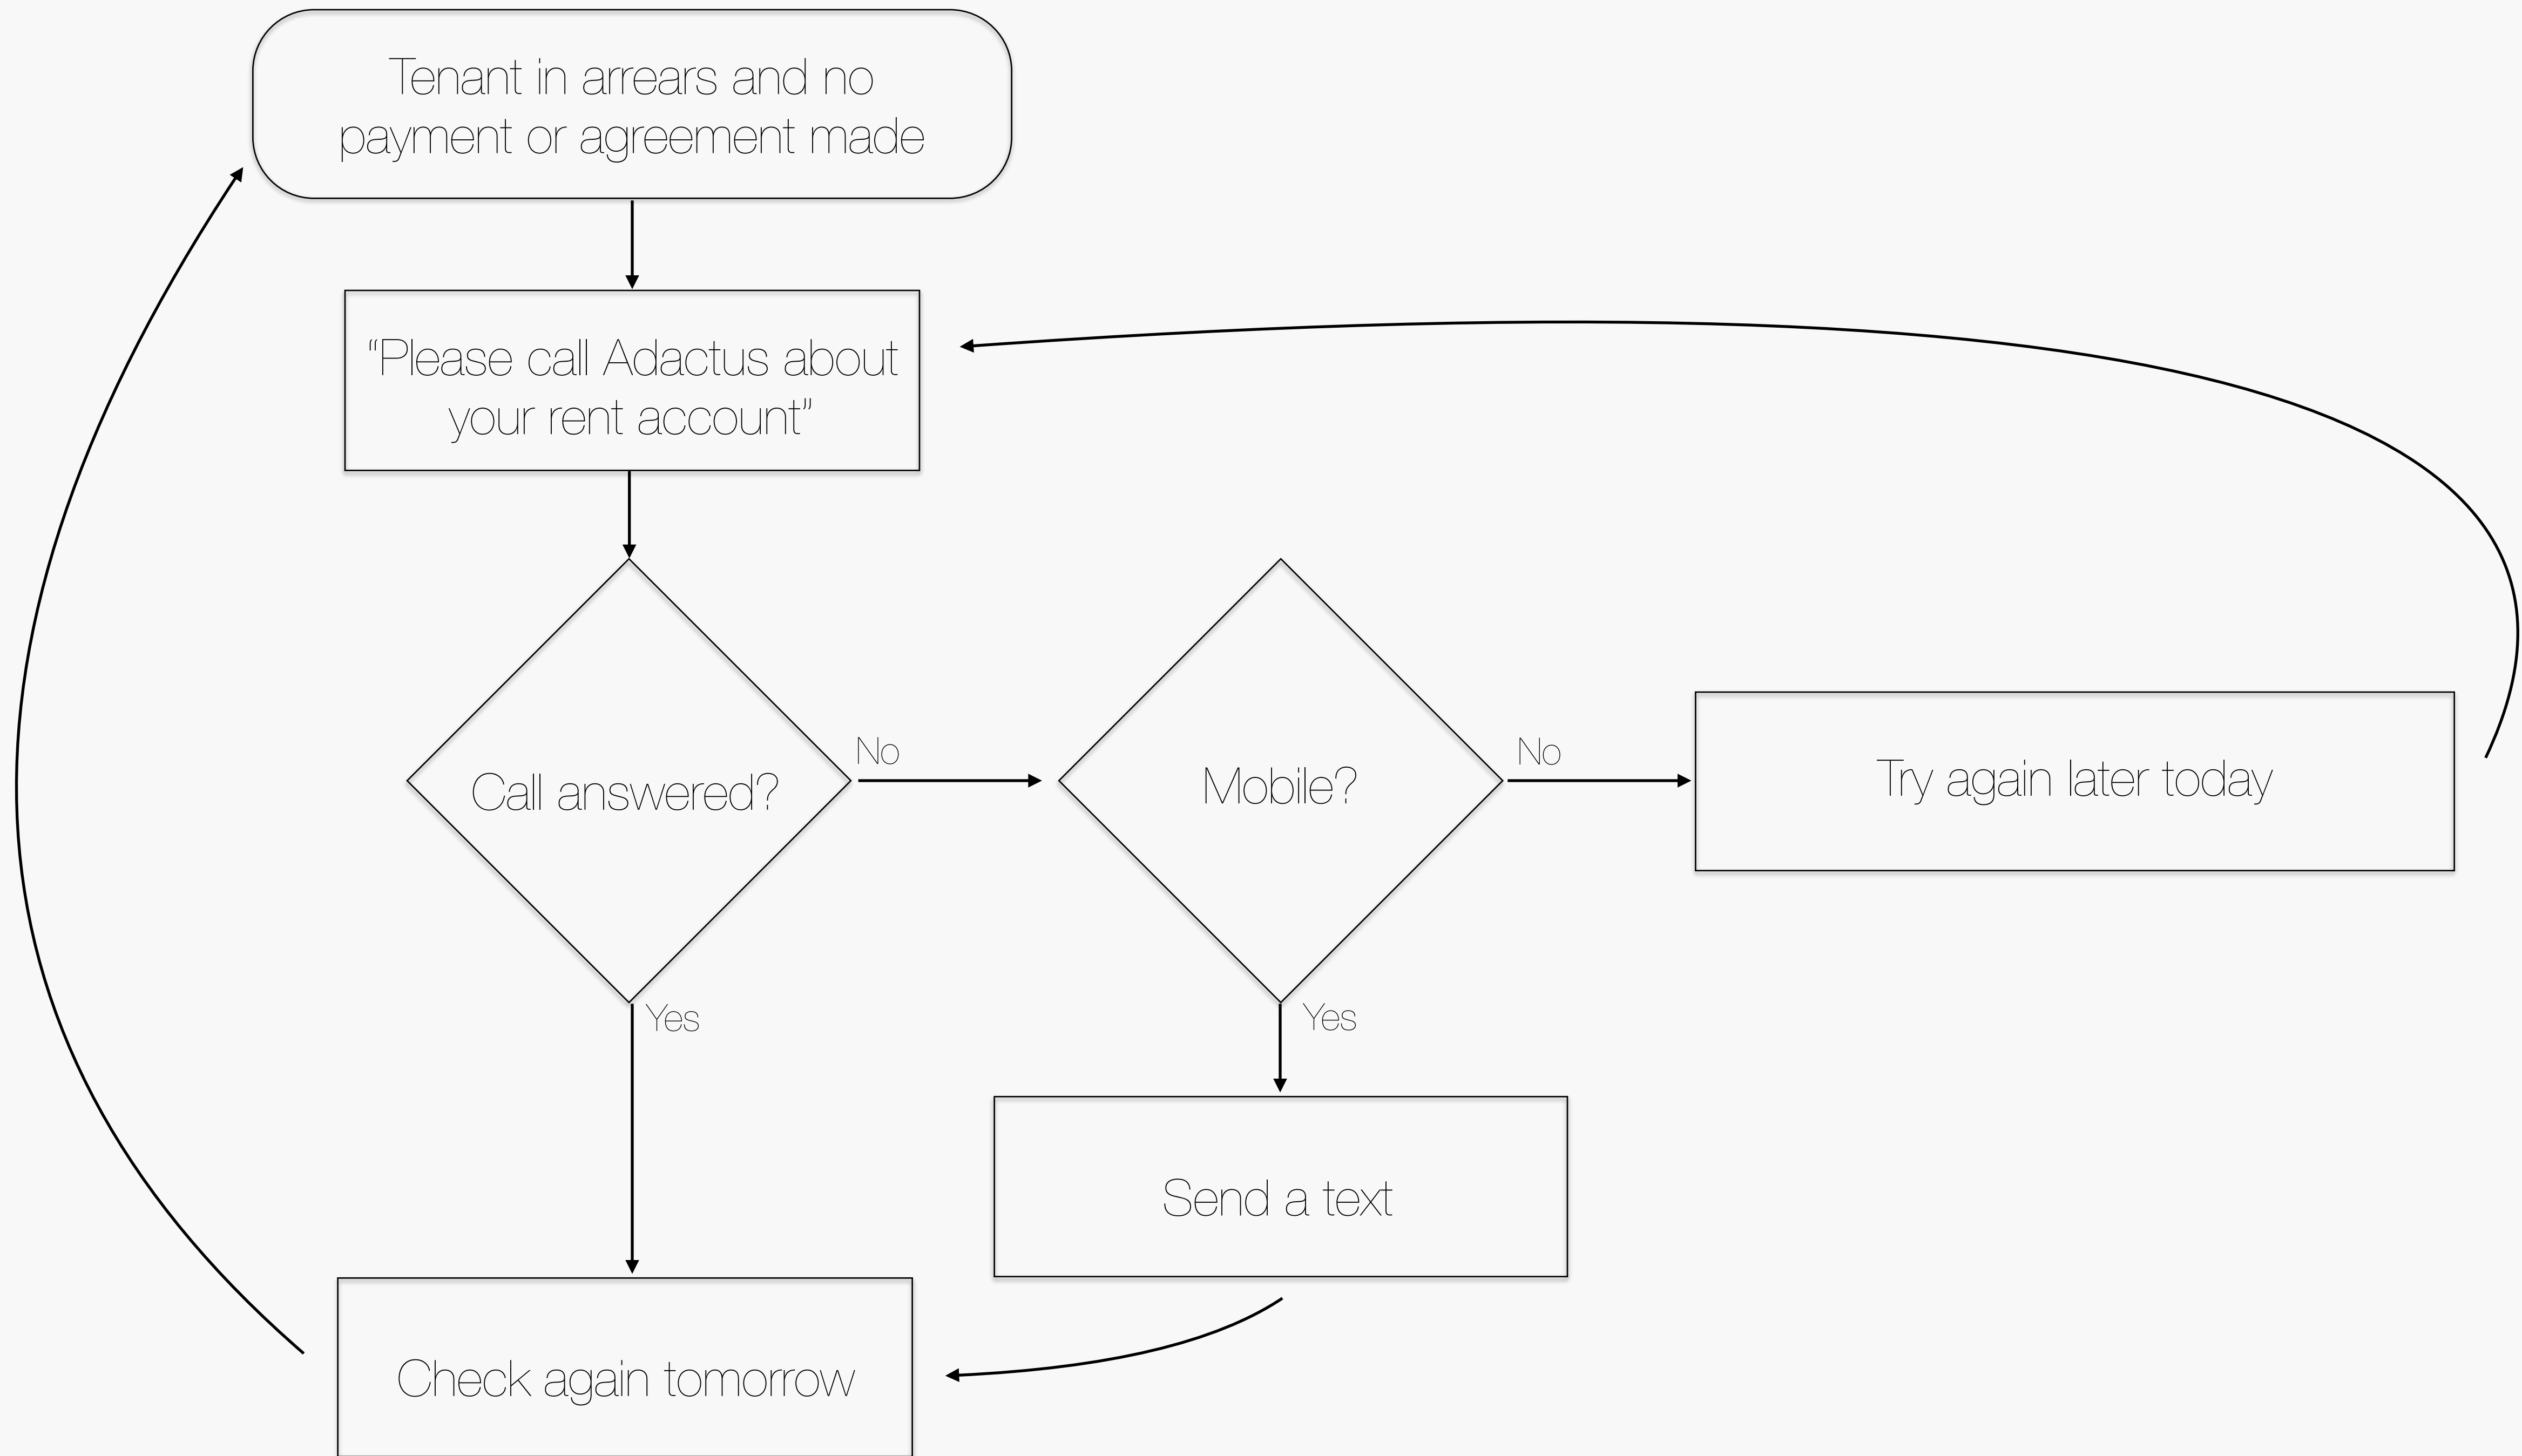 Tenant in arrears and no
payment or agreement made
“Please call Adactus about
your rent account”
Call answered?
No
Mobile?
No
Try again later today
Yes
Yes
Send a text
Check again tomorrow